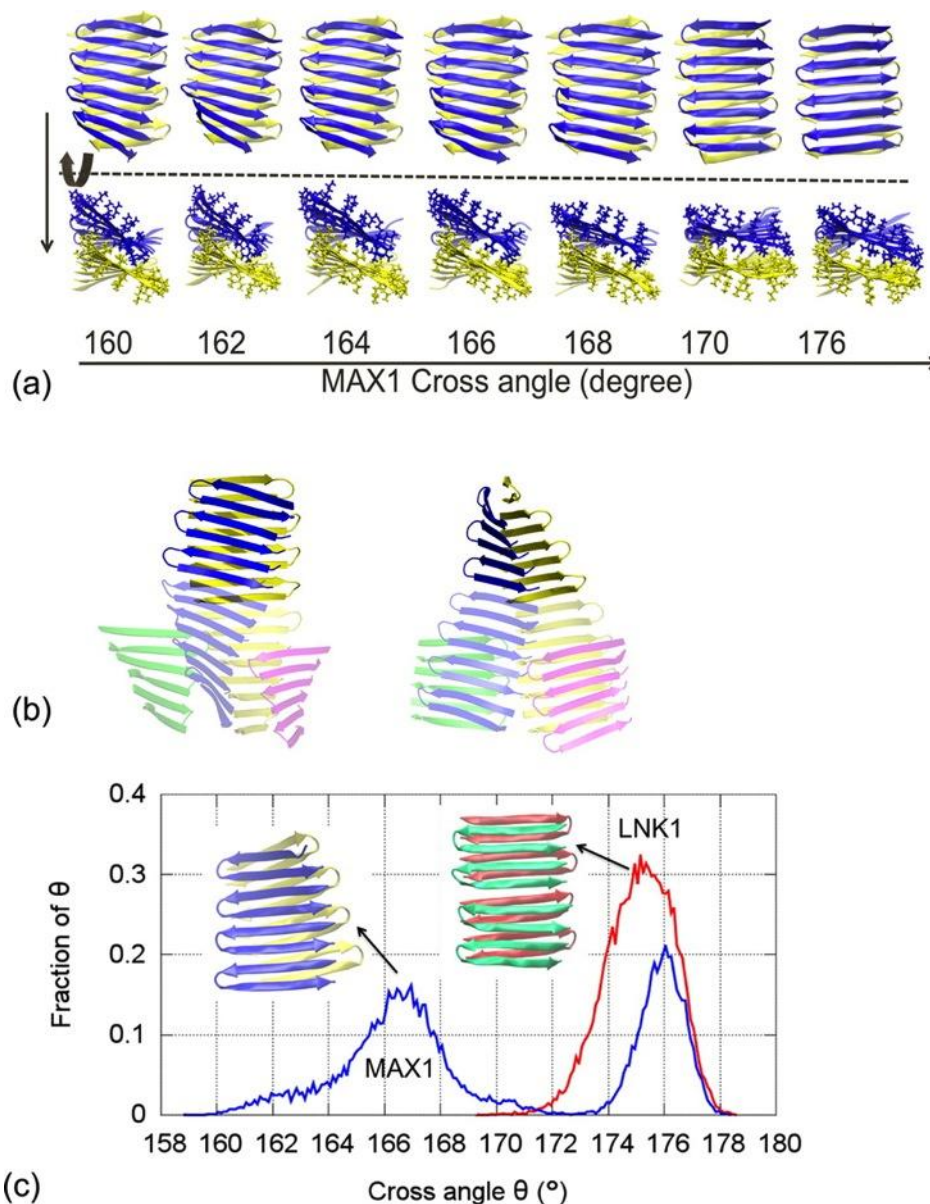 160 162 164 166 168 170 176
(a)
MAX1 Cross angle (degree)
(b)
0.4
LNK1
0.3
Fraction of θ
0.2
0.1
MAX1
0
158 160 162 164 166 168 170 172 174 176 178 180
(c)
Cross angle θ (°)